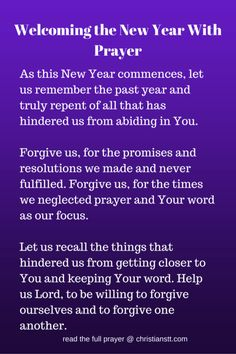 Welcoming the New Year With
Prayer
As this New Year commences, let
us remember the past year and
truly repent of all that has
hindered us from abiding in You.
Forgive us, for the promises and
resolutions we made and never
fulfilled. Forgive us, for the times
we neglected prayer and Your word
as our focus.
Let us recall the things that
hindered us from getting closer to
You and keeping Your word. Help
us Lord, to be willing to forgive
ourselves and to forgive one
another.
read the full prayer @ christianstt.com